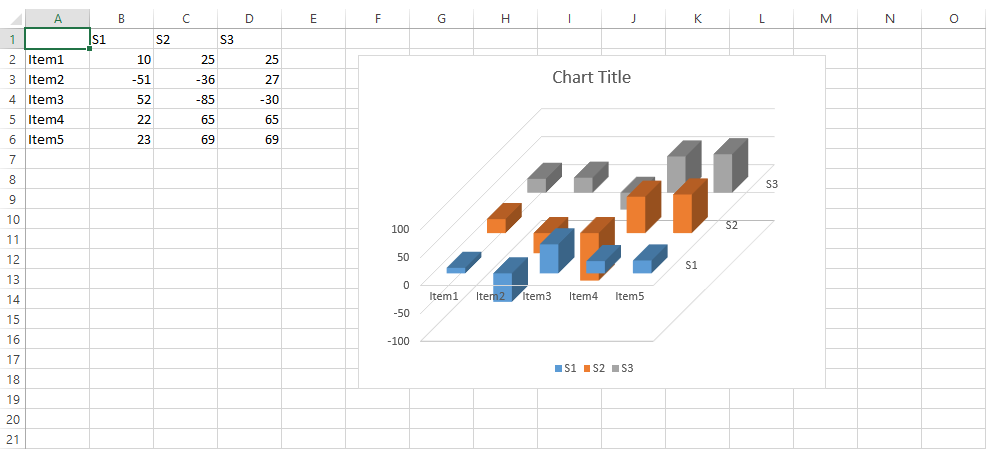 A B C D E F G H I J K L M N O
1 S1 S2 S3
2 Item1 10 25 25
3 Item2 -51 -36 27
4 Item3 52 -85 -30
5 Item4 22 65 65
6 Item5 23 69 69
7
8
9
10
11
12
13
14
15
16
17
18
19
20
21
Chart Title
S3
S2
100
50
S1
0
Item1 Item2 Item3 Item4 Item5
-50
-100
S1 S2 S3